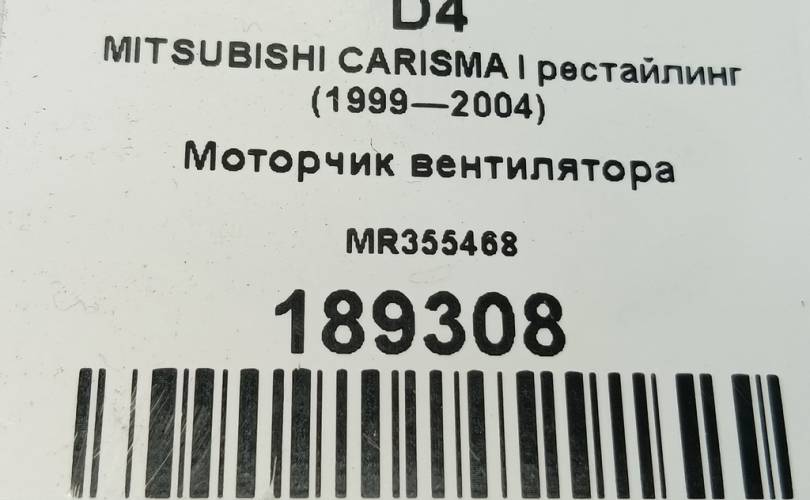 D4
MITSUBISHI CARISMA I рестайлинг
(1999—2004)
Моторчик вентилятора
MR355468
189308